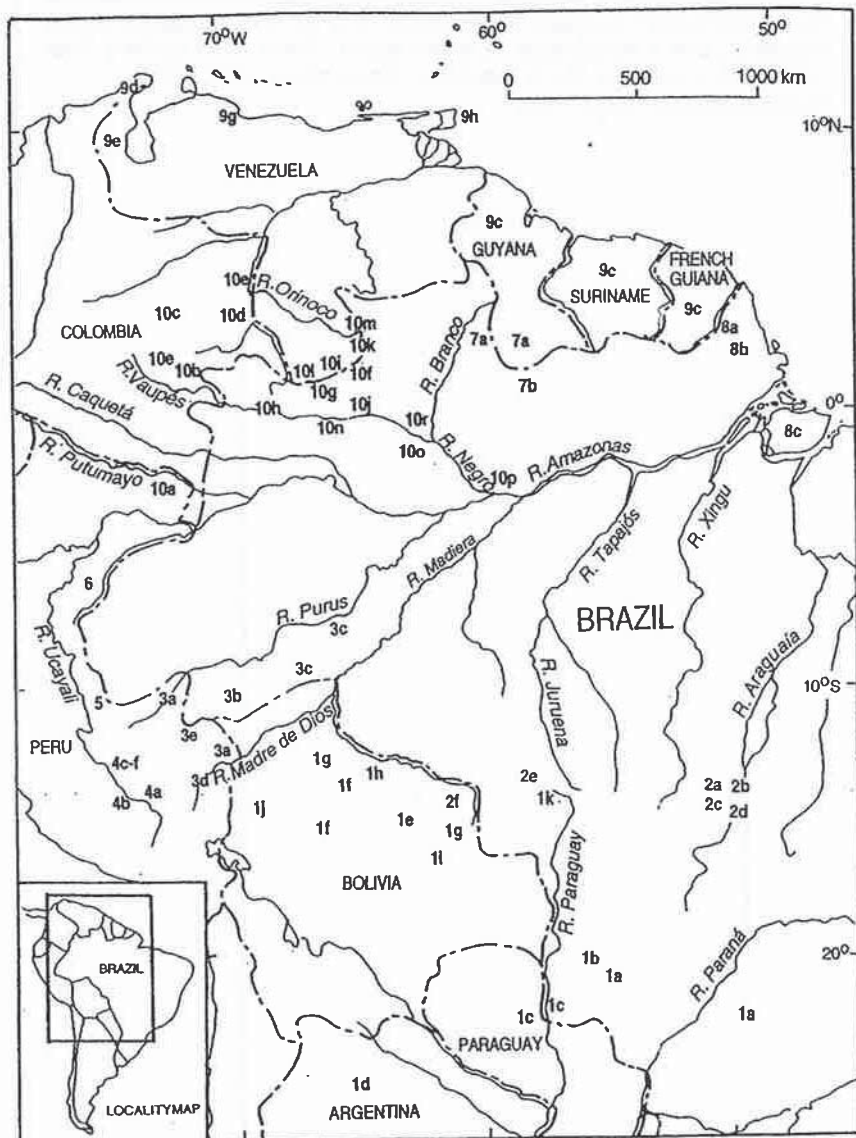 70°W 60° 50°
0 500 1000 km
9d 9g 9c 9h 10°N
9e
VENEZUELA
9c
GUYANA
FRENCH
GUIANA
9c
SURINAME
9c
8a
8b
10e R. Orinoco
10c 10d
COLOMBIA
10m
10k
7a 7a
7b
R. Branco
10e 10b 10l 10i 10f
10g
R. Vaupés
10h 10j
10n
10r 0°
8c
R. Caquetá
10o
R. Negro
R. Putumayo
10a
10p
R. Amazonas
R. Xingu
R. Tapajós
R. Madiera
6
R. Purus
3c
BRAZIL
R. Ucayali
R. Araguaía
R. Juruena
5 3a 3b 3c 10°S
3e
PERU
4c-f 3a
3d R. Madre de Dios
4b 4a
1g 1h
1f
2e
1k
2a 2b
2c 2d
1j 1f 1e 2f
1g
1l
BOLIVIA
R. Paraguay
20°
1b
1a
R. Paraná
1c 1c
1a
PARAGUAY
1d
ARGENTINA
BRAZIL
LOCALITY MAP